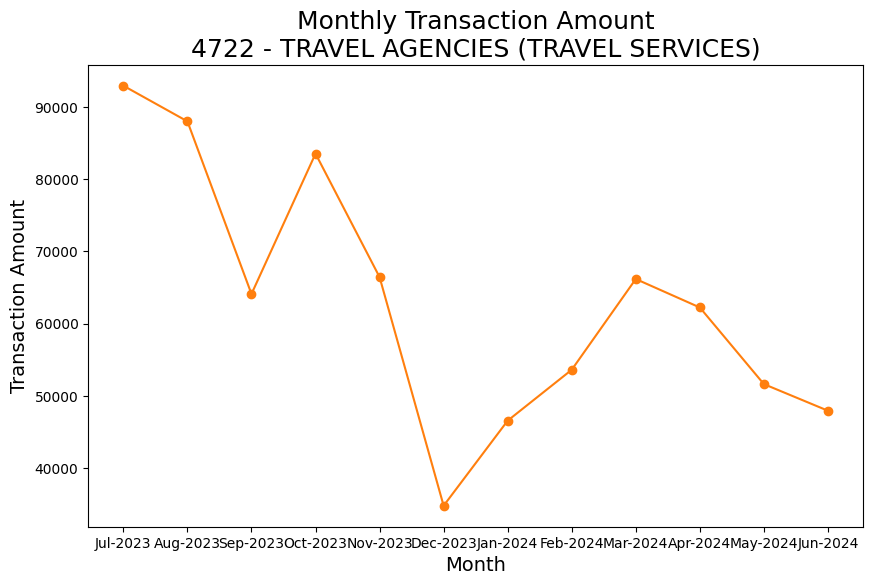 Monthly Transaction Amount
4722 - TRAVEL AGENCIES (TRAVEL SERVICES)
Transaction Amount
90000
80000
70000
60000
50000
40000
Jul-2023 Aug-2023 Sep-2023 Oct-2023 Nov-2023 Dec-2023 Jan-2024 Feb-2024 Mar-2024 Apr-2024 May-2024 Jun-2024
Month